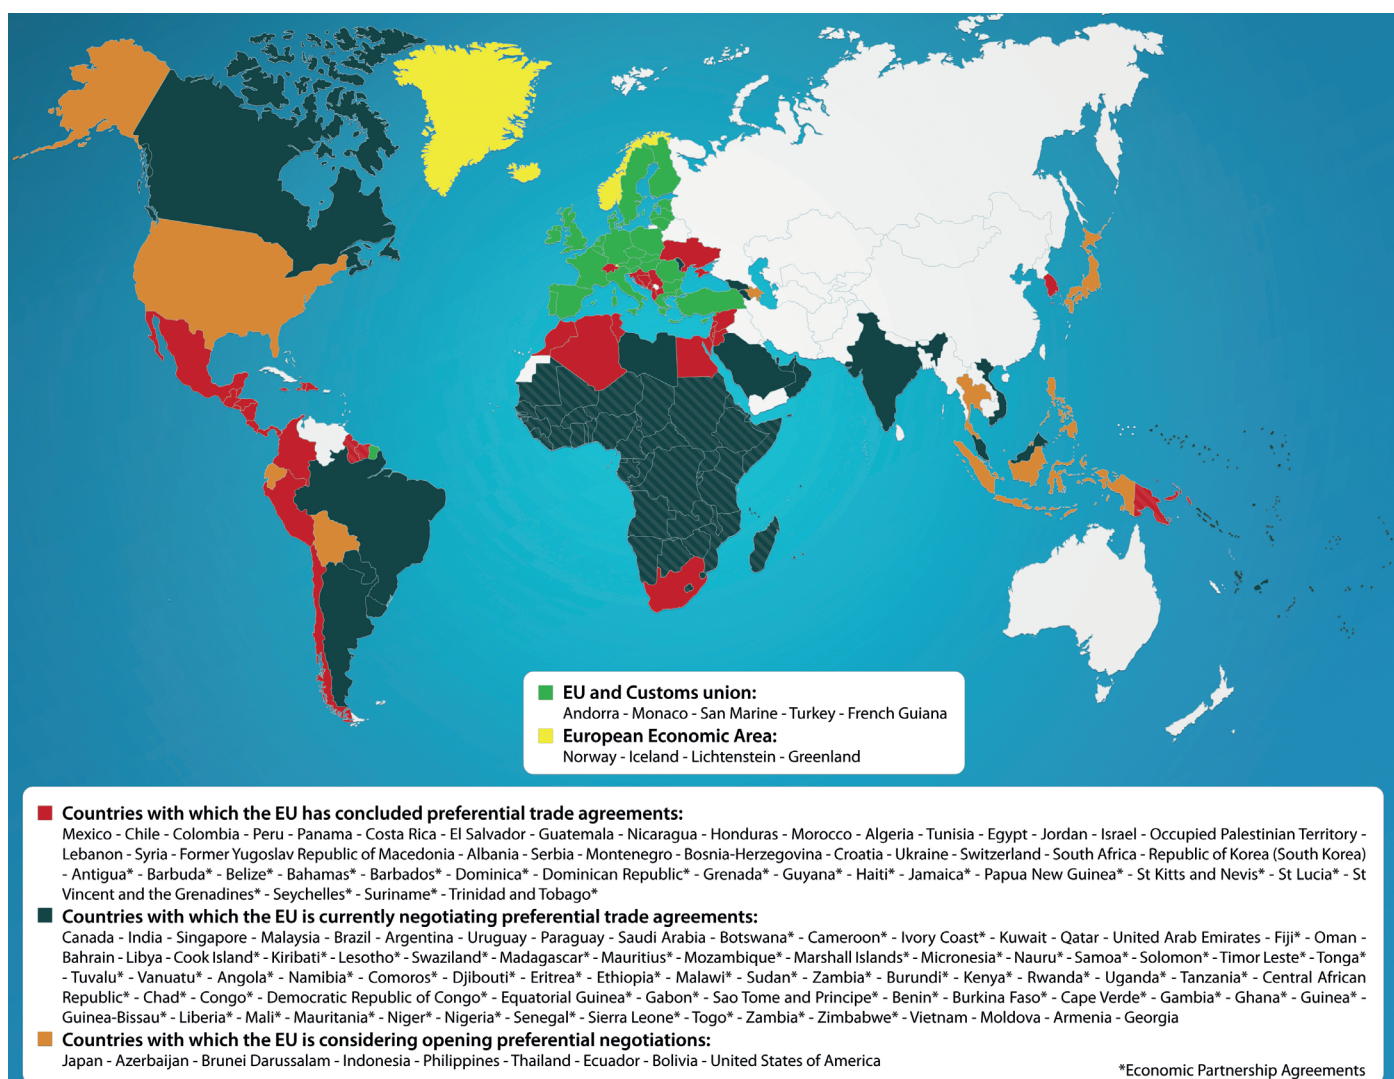 EU and Customs union:
Andorra - Monaco - San Marine - Turkey - French Guiana
European Economic Area:
Norway - Iceland - Lichtenstein - Greenland
Countries with which the EU has concluded preferential trade agreements:
Mexico - Chile - Colombia - Peru - Panama - Costa Rica - El Salvador - Guatemala - Nicaragua - Honduras - Morocco - Algeria - Tunisia - Egypt - Jordan - Israel - Occupied Palestinian Territory -
Lebanon - Syria - Former Yugoslav Republic of Macedonia - Albania - Serbia - Montenegro - Bosnia-Herzegovina - Croatia - Ukraine - Switzerland - South Africa - Republic of Korea (South Korea)
- Antigua* - Barbuda* - Belize* - Bahamas* - Barbados* - Dominica* - Dominican Republic* - Grenada* - Guyana* - Haiti* - Jamaica* - Papua New Guinea* - St Kitts and Nevis* - St Lucia* - St
Vincent and the Grenadines* - Seychelles* - Suriname* - Trinidad and Tobago*
Countries with which the EU is currently negotiating preferential trade agreements:
Canada - India - Singapore - Malaysia - Brazil - Argentina - Uruguay - Paraguay - Saudi Arabia - Botswana* - Cameroon* - Ivory Coast* - Kuwait - Qatar - United Arab Emirates - Fiji* - Oman -
Bahrain - Libya - Cook Island* - Kiribati* - Lesotho* - Swaziland* - Madagascar* - Mauritius* - Mozambique* - Marshall Islands* - Micronesia* - Nauru* - Samoa* - Solomon* - Timor Leste* - Tonga*
- Tuvalu* - Vanuatu* - Angola* - Namibia* - Comoros* - Djibouti* - Eritrea* - Ethiopia* - Malawi* - Sudan* - Zambia* - Burundi* - Kenya* - Rwanda* - Uganda* - Tanzania* - Central African
Republic* - Chad* - Congo* - Democratic Republic of Congo* - Equatorial Guinea* - Gabon* - Sao Tome and Principe* - Benin* - Burkina Faso* - Cape Verde* - Gambia* - Ghana* - Guinea* -
Guinea-Bissau* - Liberia* - Mali* - Mauritania* - Niger* - Nigeria* - Senegal* - Sierra Leone* - Togo* - Zambia* - Zimbabwe* - Vietnam - Moldova - Armenia - Georgia
Countries with which the EU is considering opening preferential negotiations:
Japan - Azerbaijan - Brunei Darussalam - Indonesia - Philippines - Thailand - Ecuador - Bolivia - United States of America
*Economic Partnership Agreements